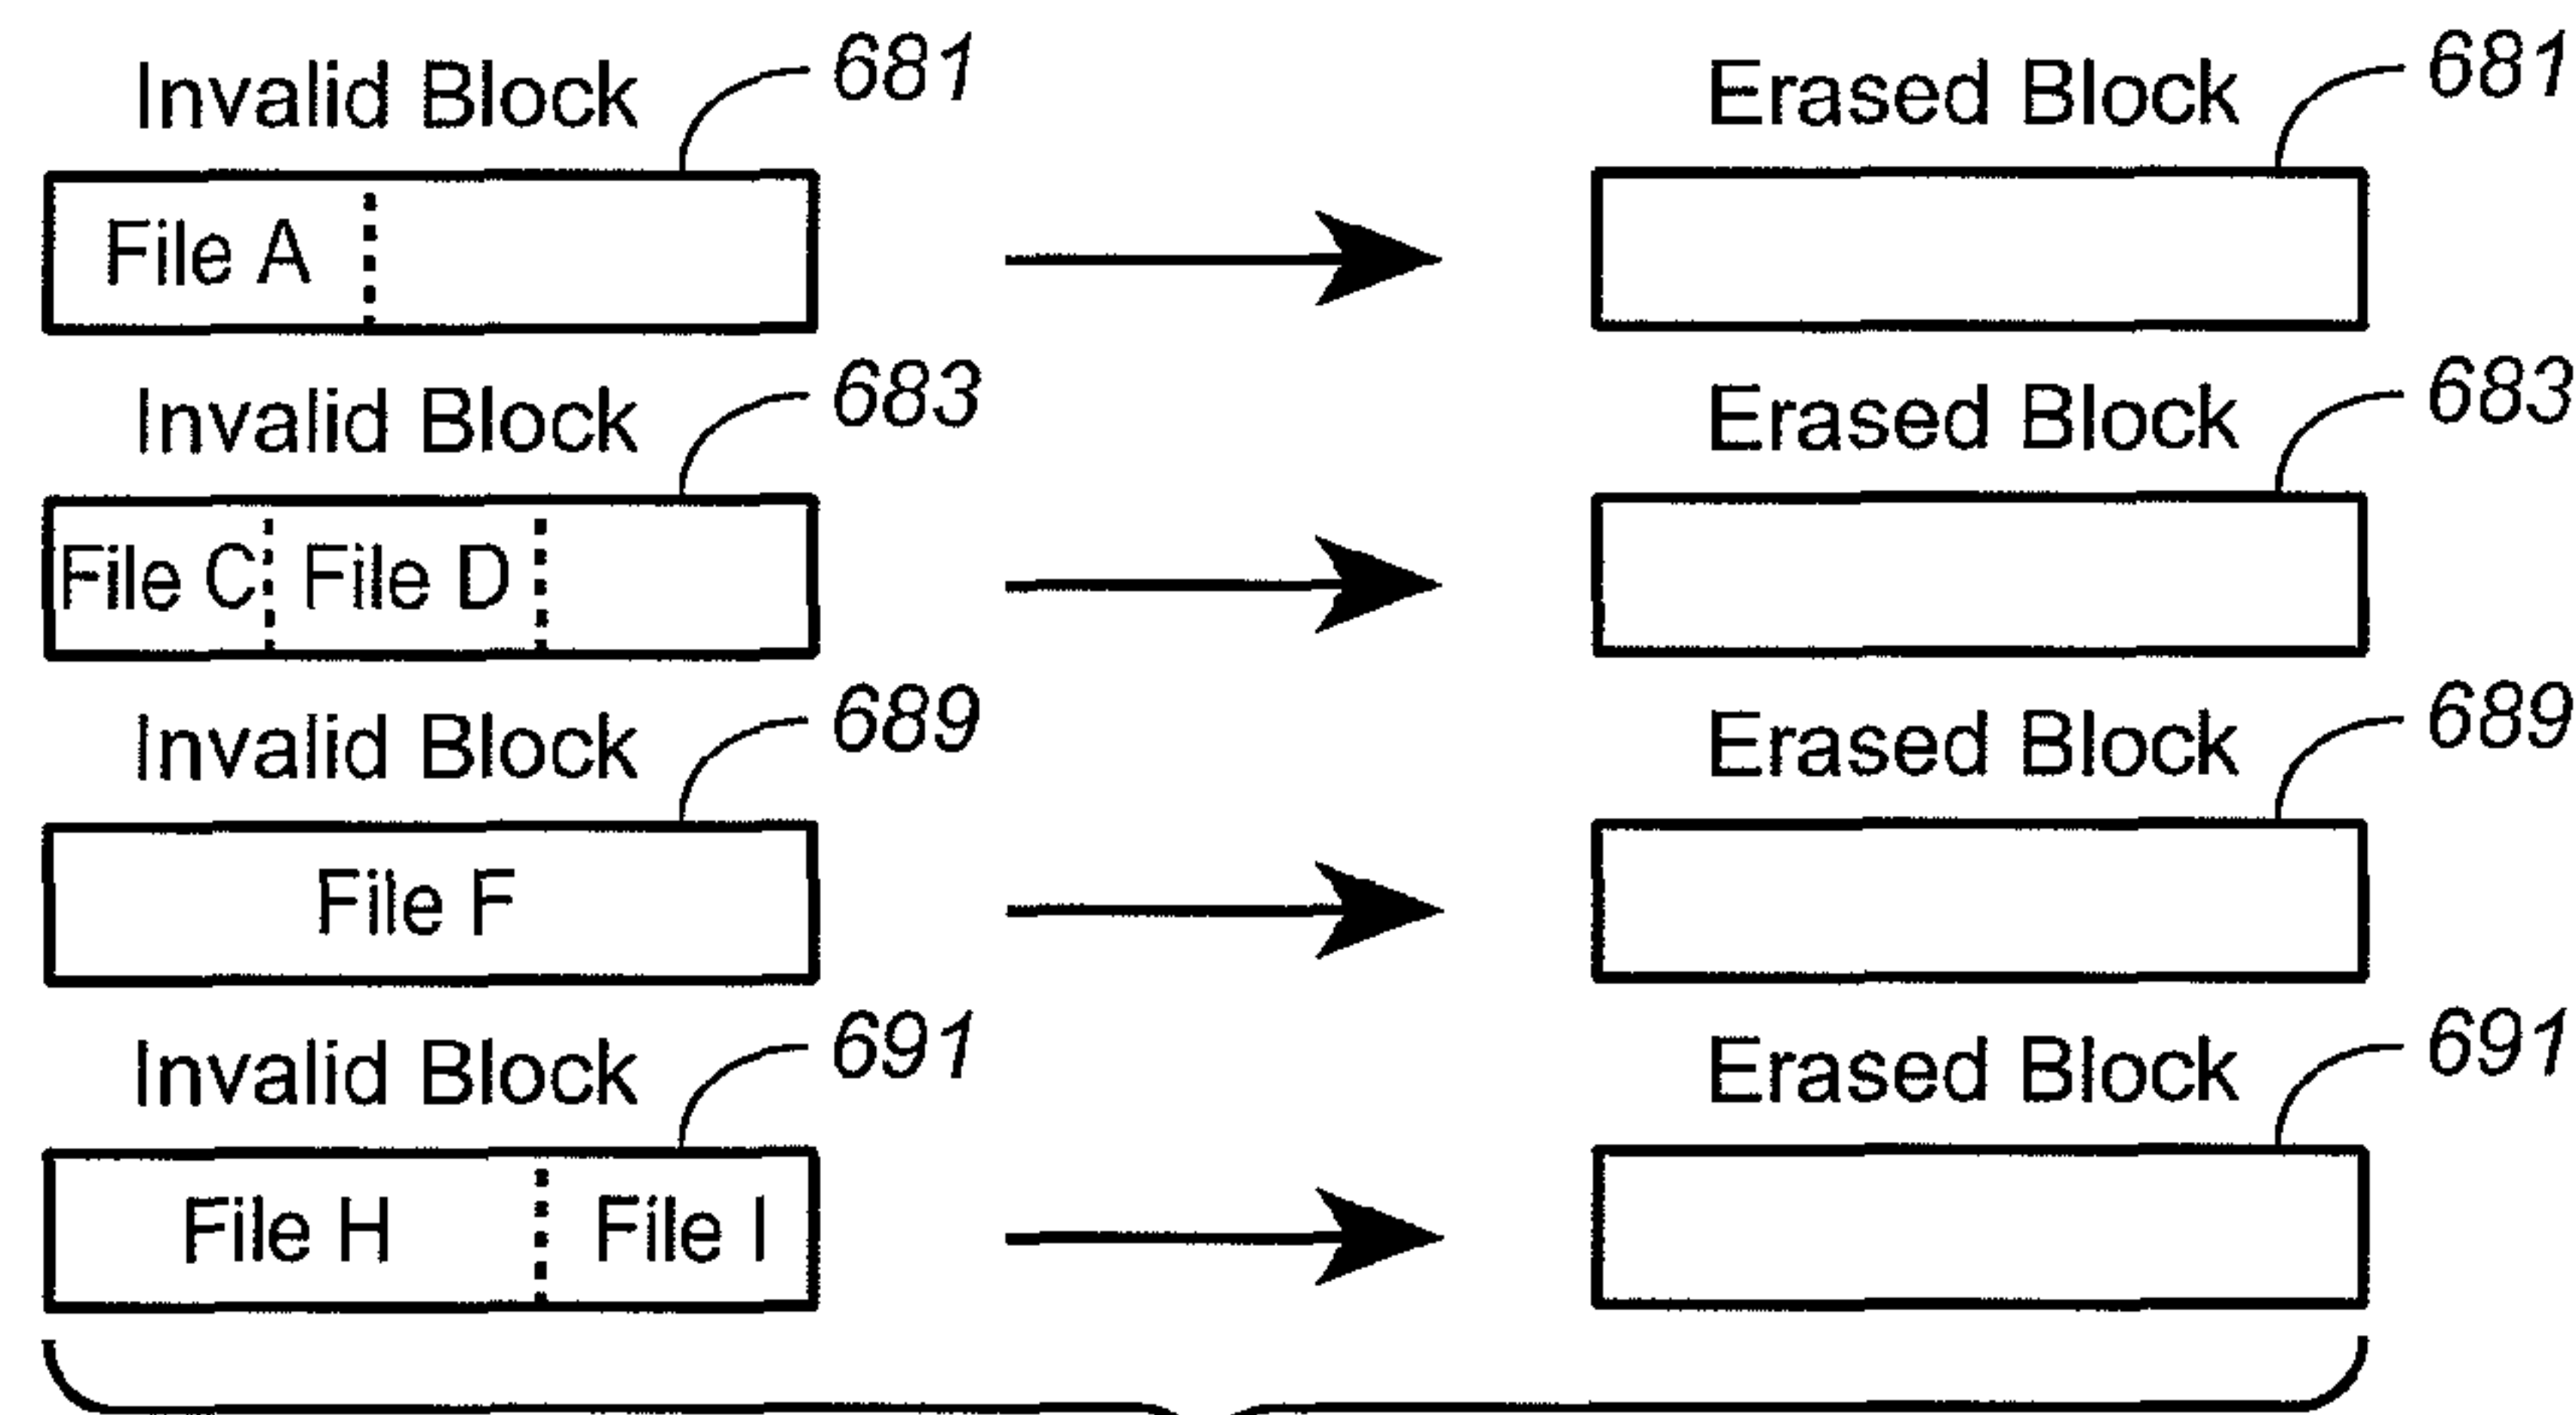 Invalid Block 681 Erased Block 681
File A
Invalid Block 683 Erased Block 683
File C File D
Invalid Block 689 Erased Block 689
File F
Invalid Block 691 Erased Block 691
File H File I